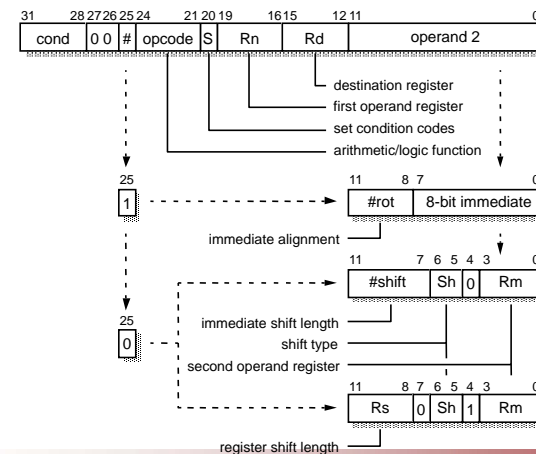 31 28 27 26 25 24 21 20 19 16 15 12 11 0
cond 0 0 # opcode S Rn Rd operand 2
destination register
first operand register
set condition codes
arithmetic/logic function
25 11 8 7 0
1 #rot 8-bit immediate
immediate alignment
11 7 6 5 4 3 0
#shift Sh 0 Rm
25
0
immediate shift length
shift type
second operand register
11 8 7 6 5 4 3 0
Rs 0 Sh 1 Rm
register shift length